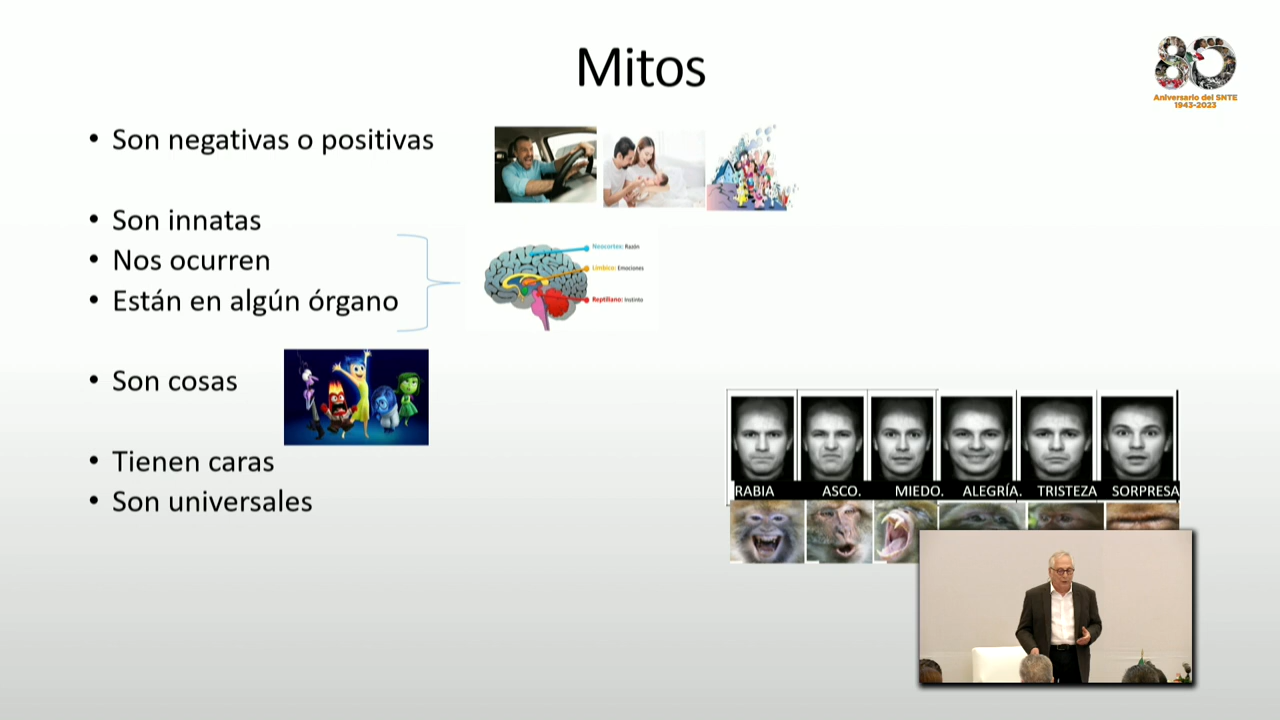 Mitos
Aniversario del SNTE
1943-2023
• Son negativas o positivas
• Son innatas
• Nos ocurren
• Están en algún órgano
Neocortex: Razón
Límbico: Emociones
Reptiliano: Instinto
• Son cosas
• Tienen caras
• Son universales
RABIA ASCO. MIEDO. ALEGRÍA. TRISTEZA SORPRESA